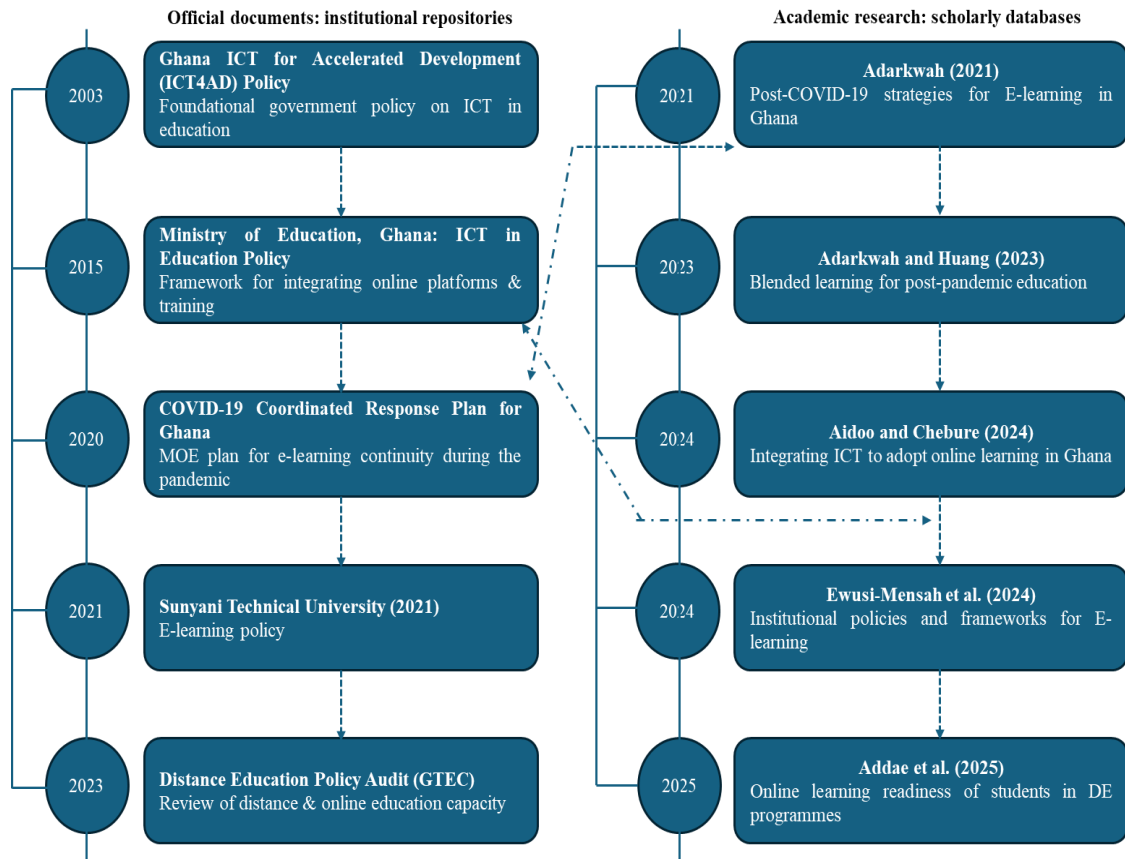 Official documents: institutional repositories
2003
Ghana ICT for Accelerated Development
(ICT4AD) Policy
Foundational government policy on ICT in
education
2015
Ministry of Education, Ghana: ICT in
Education Policy
Framework for integrating online platforms &
training
2020
COVID-19 Coordinated Response Plan for
Ghana
MOE plan for e-learning continuity during the
pandemic
2021
Sunyani Technical University (2021)
E-learning policy
2023
Distance Education Policy Audit (GTEC)
Review of distance & online education capacity
Academic research: scholarly databases
2021
Adarkwah (2021)
Post-COVID-19 strategies for E-learning in
Ghana
2023
Adarkwah and Huang (2023)
Blended learning for post-pandemic education
2024
Aidoo and Chebure (2024)
Integrating ICT to adopt online learning in Ghana
2024
Ewusi-Mensah et al. (2024)
Institutional policies and frameworks for E-
learning
2025
Addae et al. (2025)
Online learning readiness of students in DE
programmes